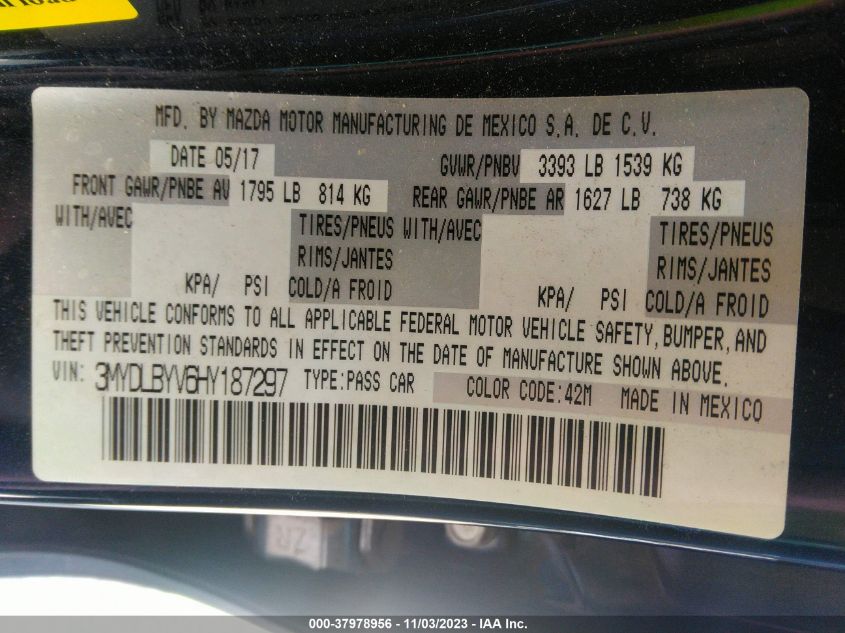 MFD. BY MAZDA MOTOR MANUFACTURING DE MEXICO S.A. DE C.V.
DATE 05/17 GVWR/PNBV 3393 LB 1539 KG
FRONT GAWR/PNBE AV 1795 LB 814 KG REAR GAWR/PNBE AR 1627 LB 738 KG
WITH/AVEC TIRES/PNEUS WITH/AVEC TIRES/PNEUS
RIMS/JANTES RIMS/JANTES
KPA/ PSI COLD/A FROID KPA/ PSI COLD/A FROID
THIS VEHICLE CONFORMS TO ALL APPLICABLE FEDERAL MOTOR VEHICLE SAFETY, BUMPER, AND
THEFT PREVENTION STANDARDS IN EFFECT ON THE DATE OF MANUFACTURE SHOWN ABOVE.
VIN: 3MYDLBYV6HY187297 TYPE:PASS CAR COLOR CODE:42M MADE IN MEXICO
000-37978956 - 11/03/2023 - IAA Inc.